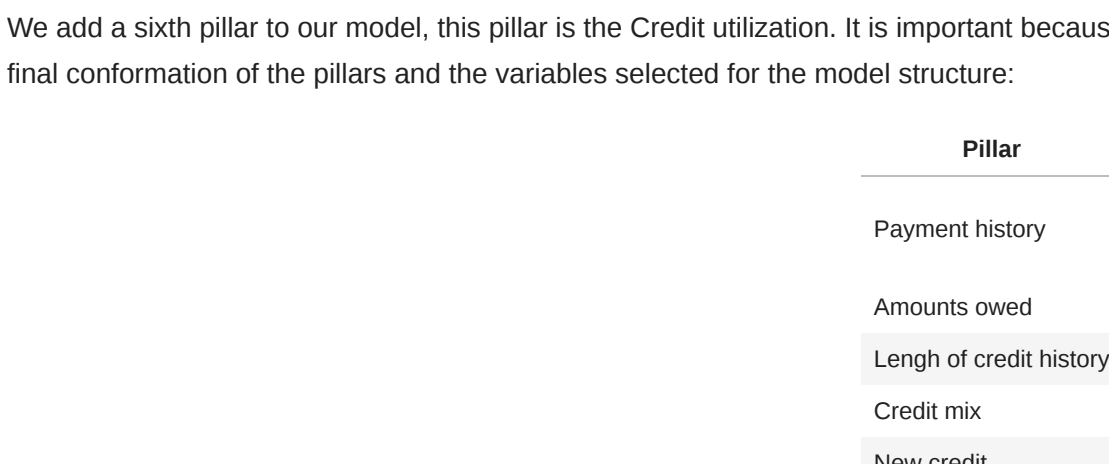 We add a sixth pillar to our model, this pillar is the Credit utilization. It is important becaus
final conformation of the pillars and the variables selected for the model structure:
Pillar
Payment history
Amounts owed
Lengh of credit history
Credit mix
New credit